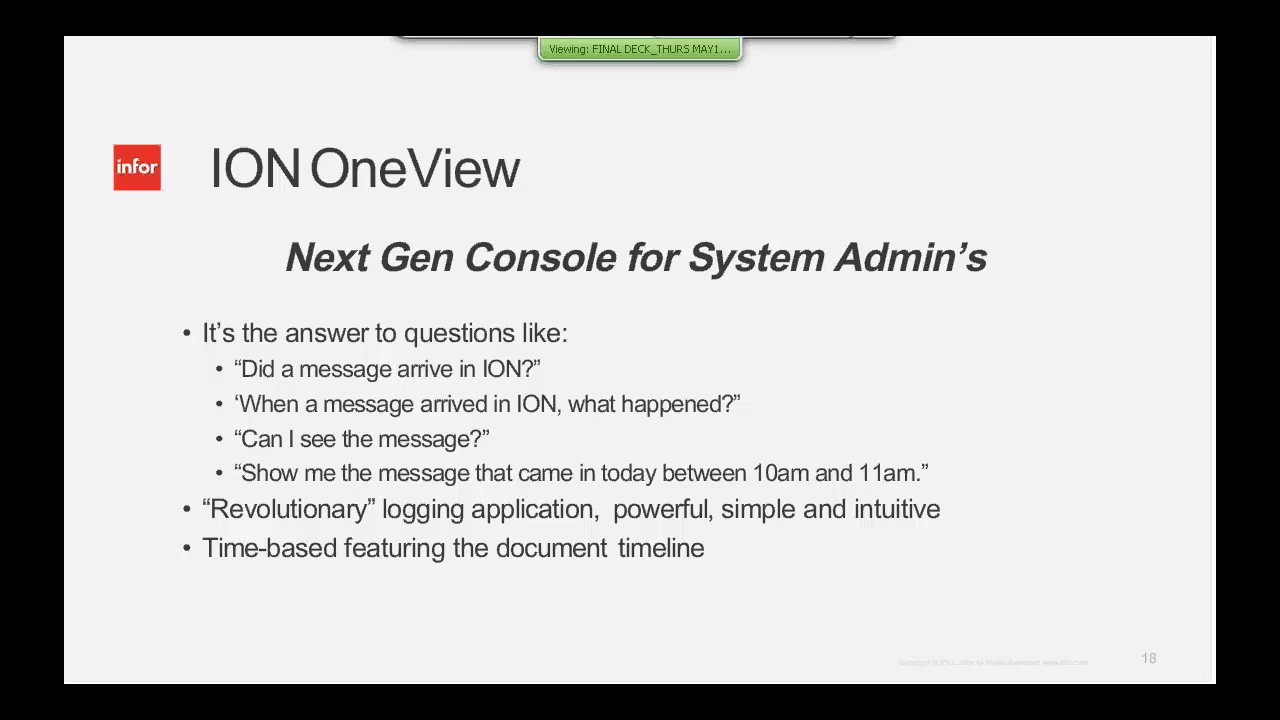 Viewing: FINAL DECK_THURS MAY1...
infor
ION OneView
Next Gen Console for System Admin’s
• It’s the answer to questions like:
• “Did a message arrive in ION?”
• ‘When a message arrived in ION, what happened?”
• “Can I see the message?”
• “Show me the message that came in today between 10am and 11am.”
• “Revolutionary” logging application, powerful, simple and intuitive
• Time-based featuring the document timeline
18